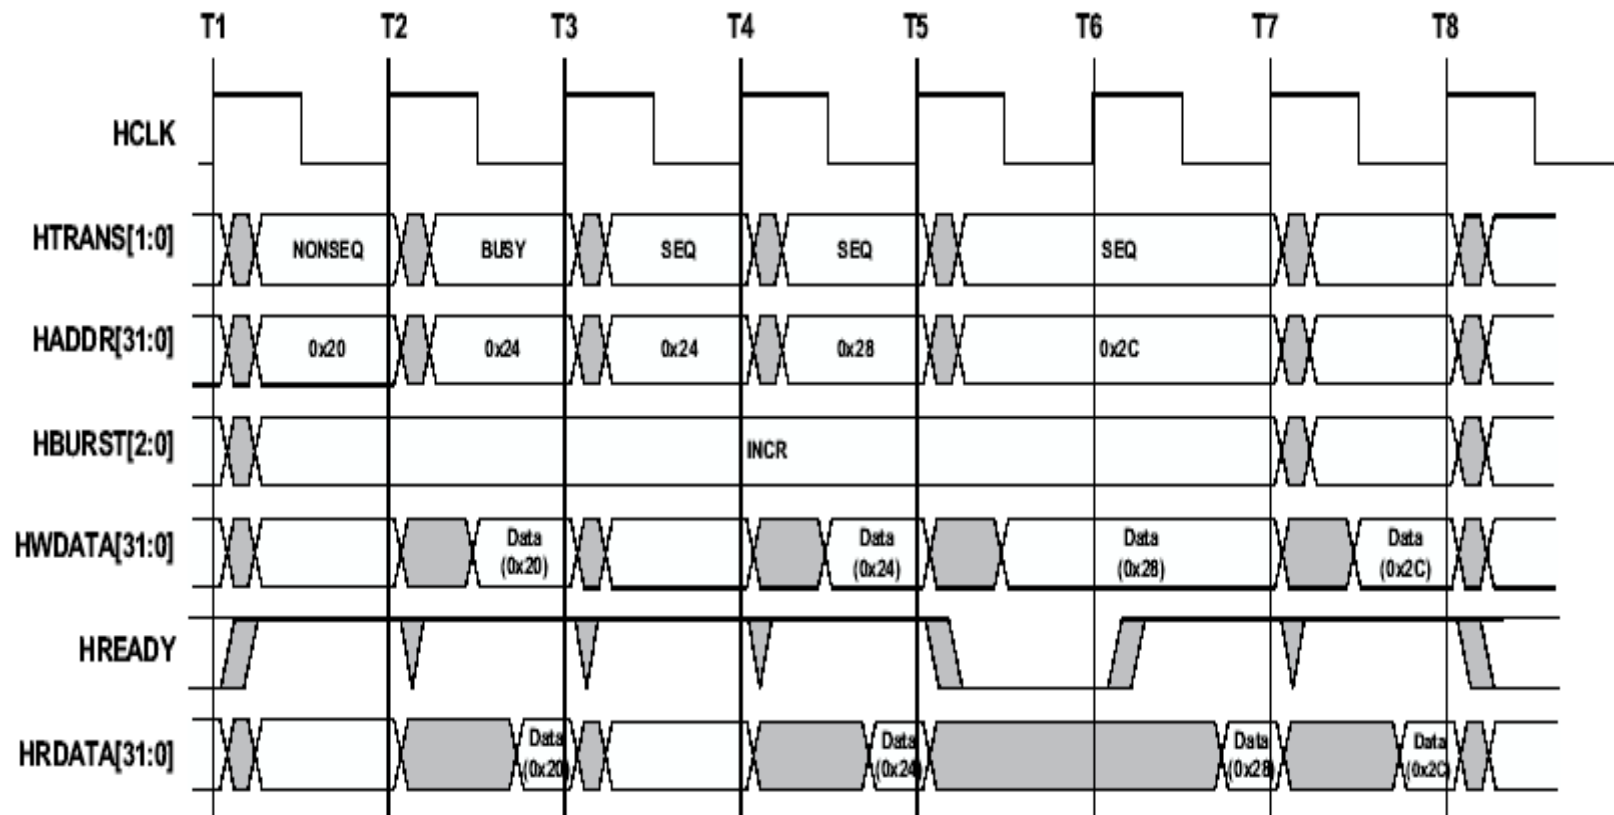 T1 T2 T3 T4 T5 T6 T7 T8
HCLK
HTRANS[1:0] NONSEQ BUSY SEQ SEQ SEQ
HADDR[31:0] 0x20 0x24 0x24 0x28 0x2C
HBURST[2:0] INCR
HWDATA[31:0] Data (0x20) Data (0x24) Data (0x28) Data (0x2C)
HREADY
HRDATA[31:0] Data (0x20) Data (0x24) Data (0x28) Data (0x2C)